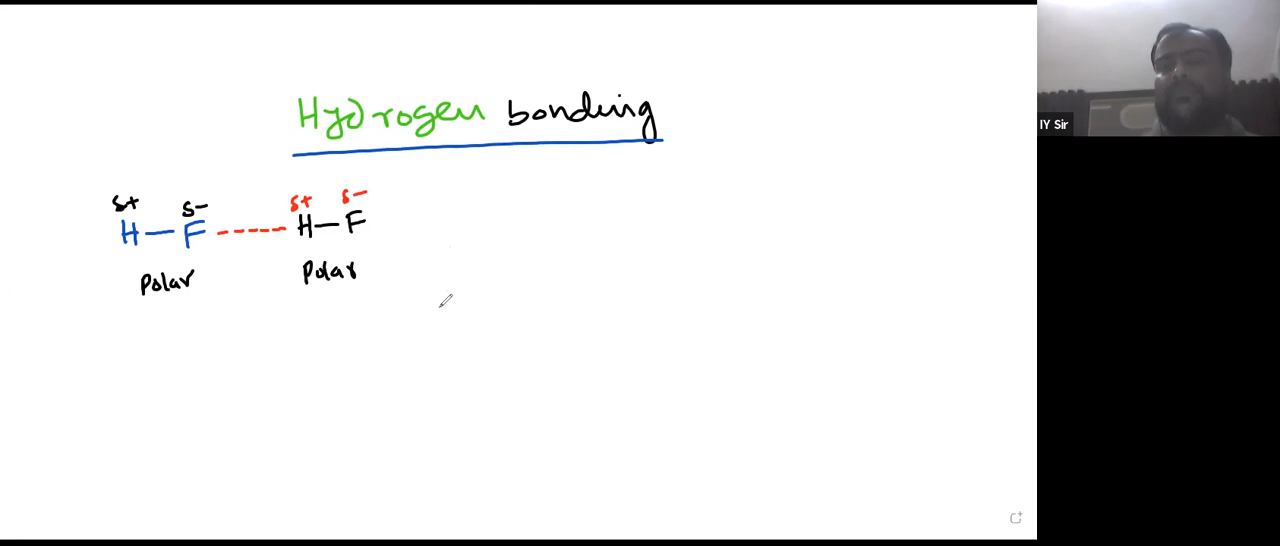 Hydrogen bonding
δ+ δ- δ+ δ-
H—F-----H—F
Polar Polar
IY Sir